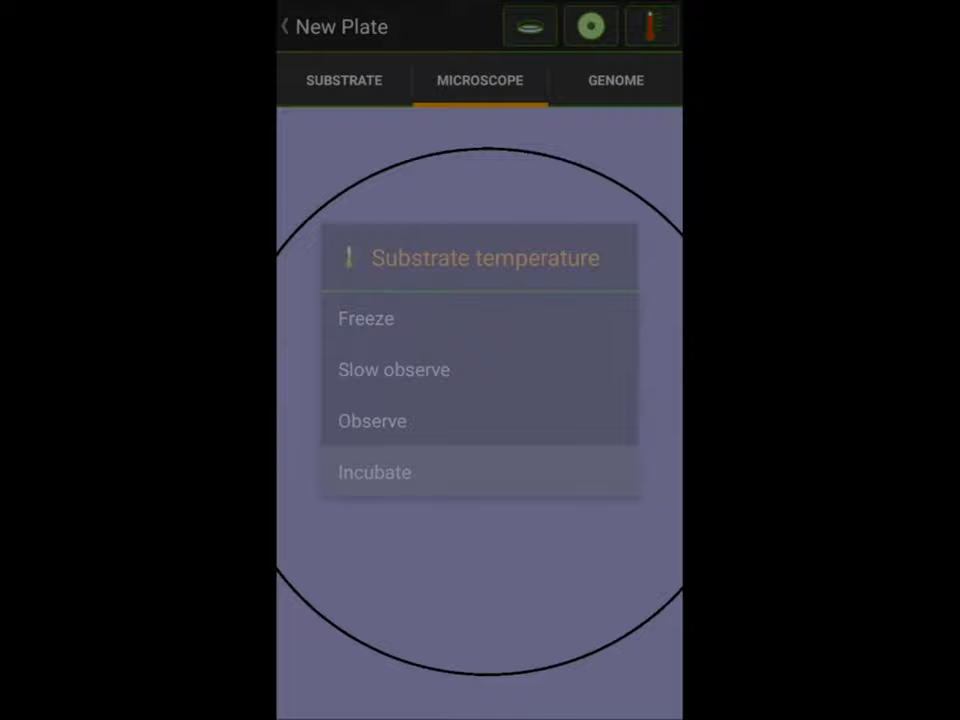 New Plate
SUBSTRATE
MICROSCOPE
GENOME
Substrate temperature
Freeze
Slow observe
Observe
Incubate